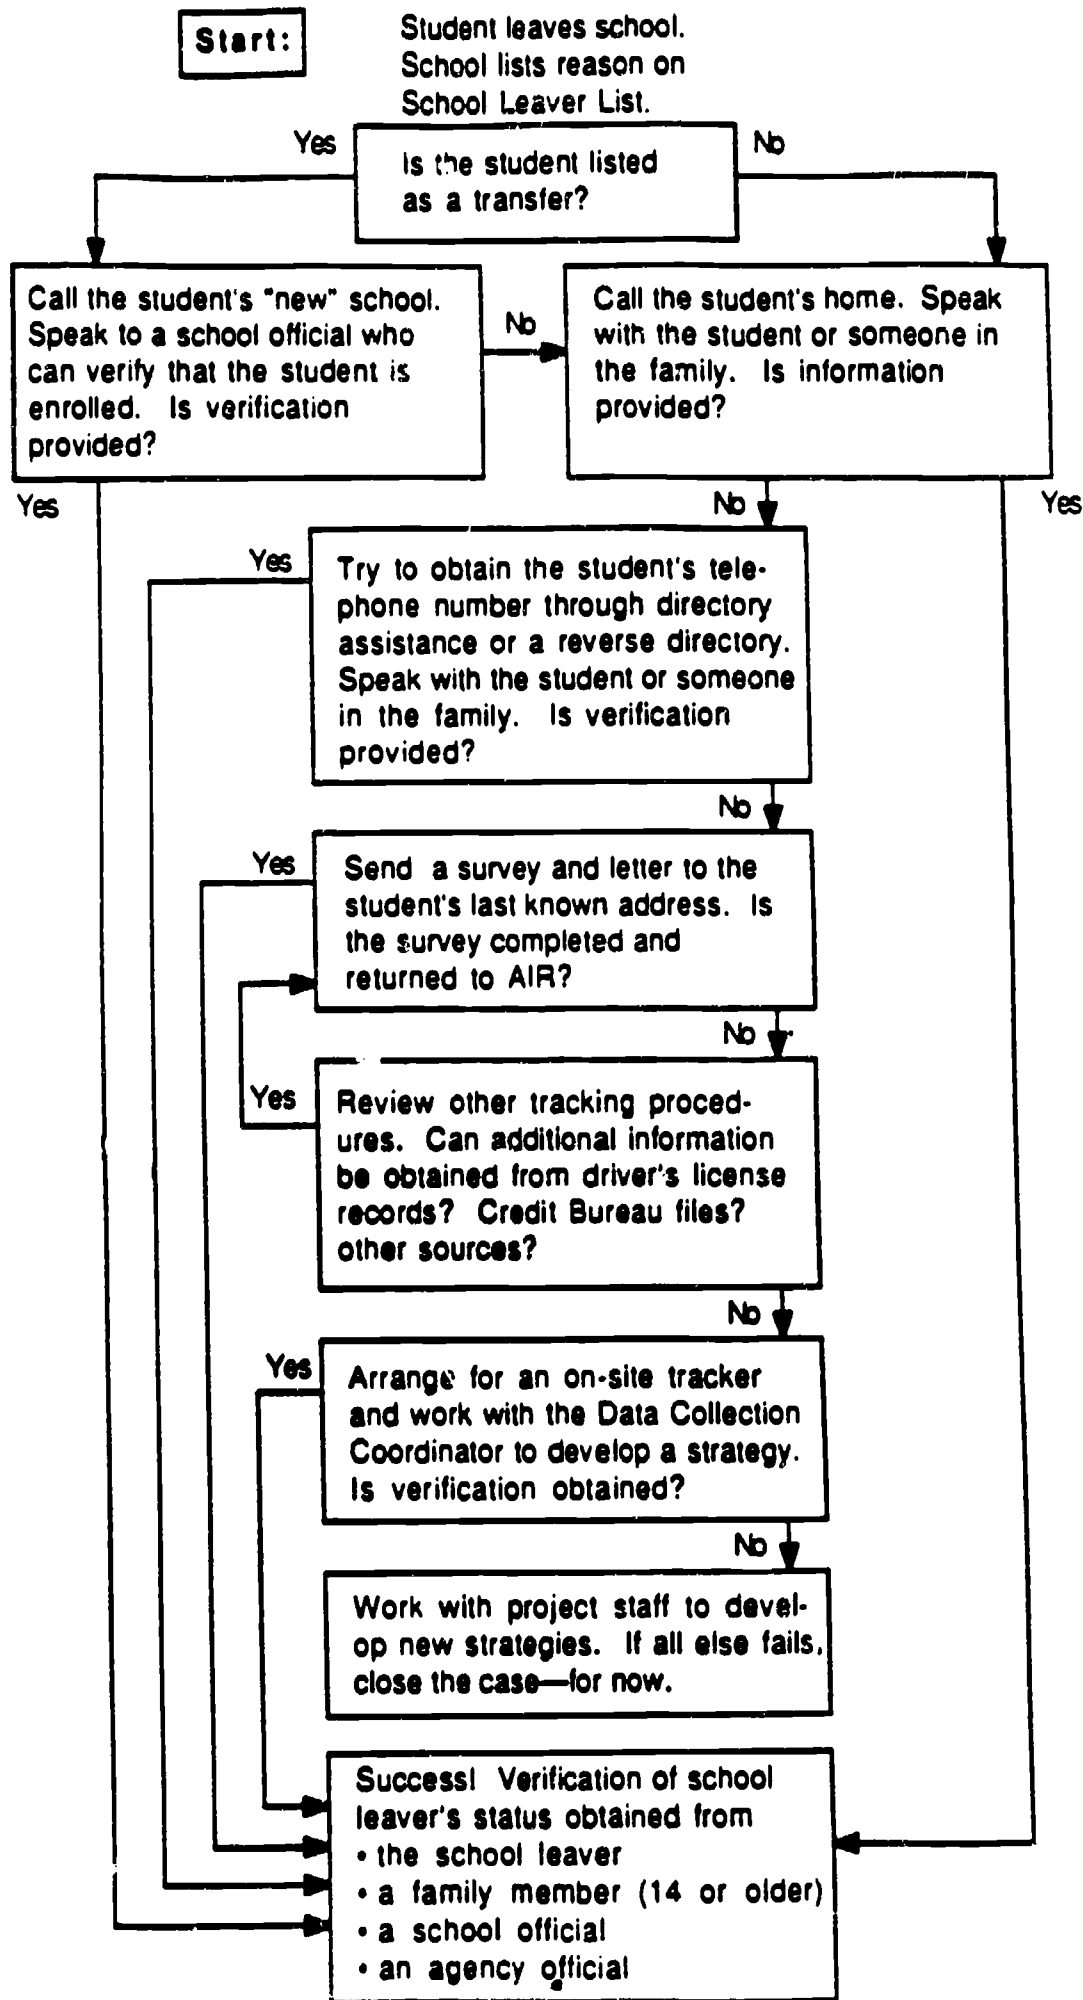 Start:
Student leaves school.
School lists reason on
School Leaver List.
Yes
No
Is the student listed
as a transfer?
Call the student's "new" school.
Speak to a school official who
can verify that the student is
enrolled. Is verification
provided?
No
Call the student's home. Speak
with the student or someone in
the family. Is information
provided?
Yes
No
Yes
Yes
Try to obtain the student's tele-
phone number through directory
assistance or a reverse directory.
Speak with the student or someone
in the family. Is verification
provided?
No
Yes
Send a survey and letter to the
student's last known address. Is
the survey completed and
returned to AIR?
No
Yes
Review other tracking proced-
ures. Can additional information
be obtained from driver's license
records? Credit Bureau files?
other sources?
No
Yes
Arrange for an on-site tracker
and work with the Data Collection
Coordinator to develop a strategy.
Is verification obtained?
No
Work with project staff to devel-
op new strategies. If all else fails,
close the case—for now.
Success! Verification of school
leaver's status obtained from
• the school leaver
• a family member (14 or older)
• a school official
• an agency official